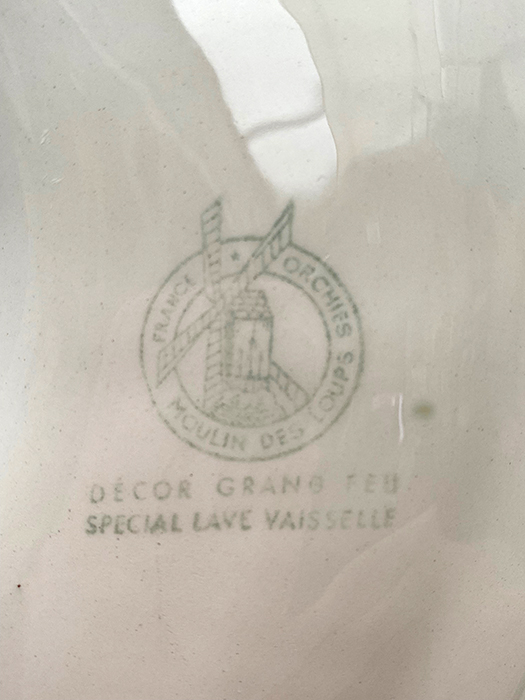 FRANCE * ORCHIES
MOULIN DES LOUPS
DÉCOR GRAND FEU
SPECIAL LAVE VAISSELLE